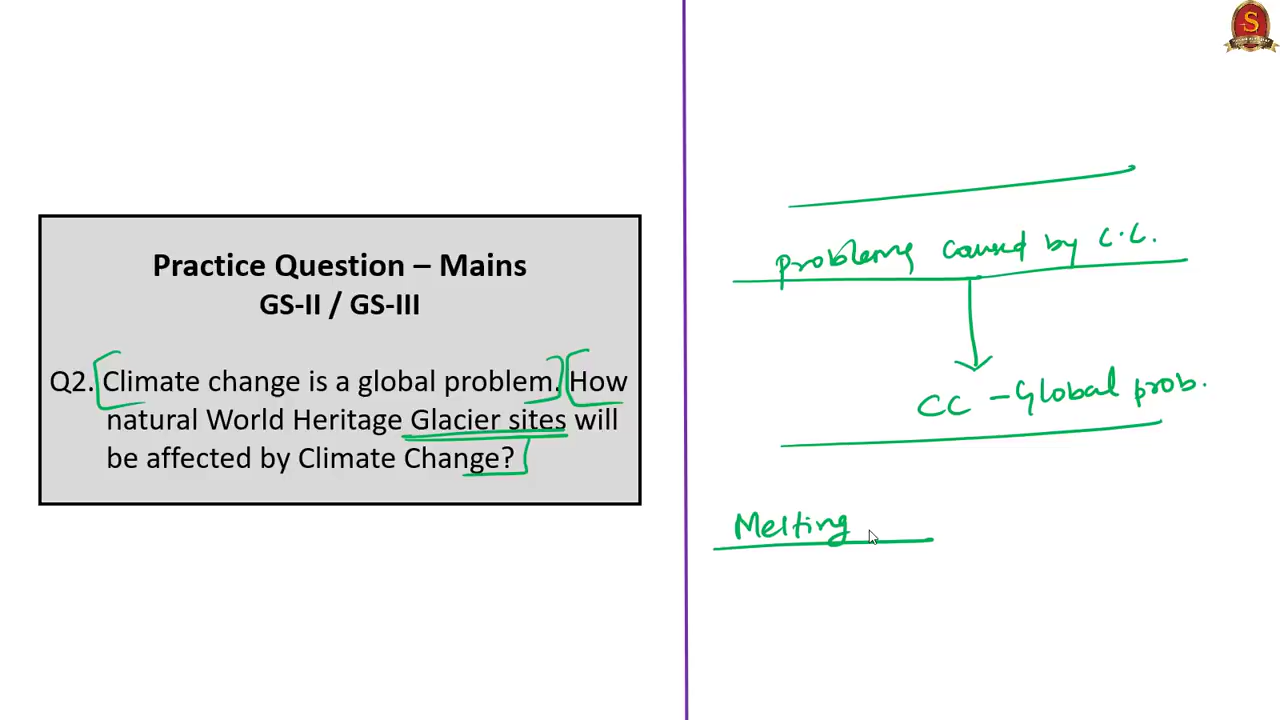 Practice Question – Mains
GS-II / GS-III
Q2. Climate change is a global problem. How
natural World Heritage Glacier sites will
be affected by Climate Change?
problems caused by C.C.
CC - Global prob.
Melting
S